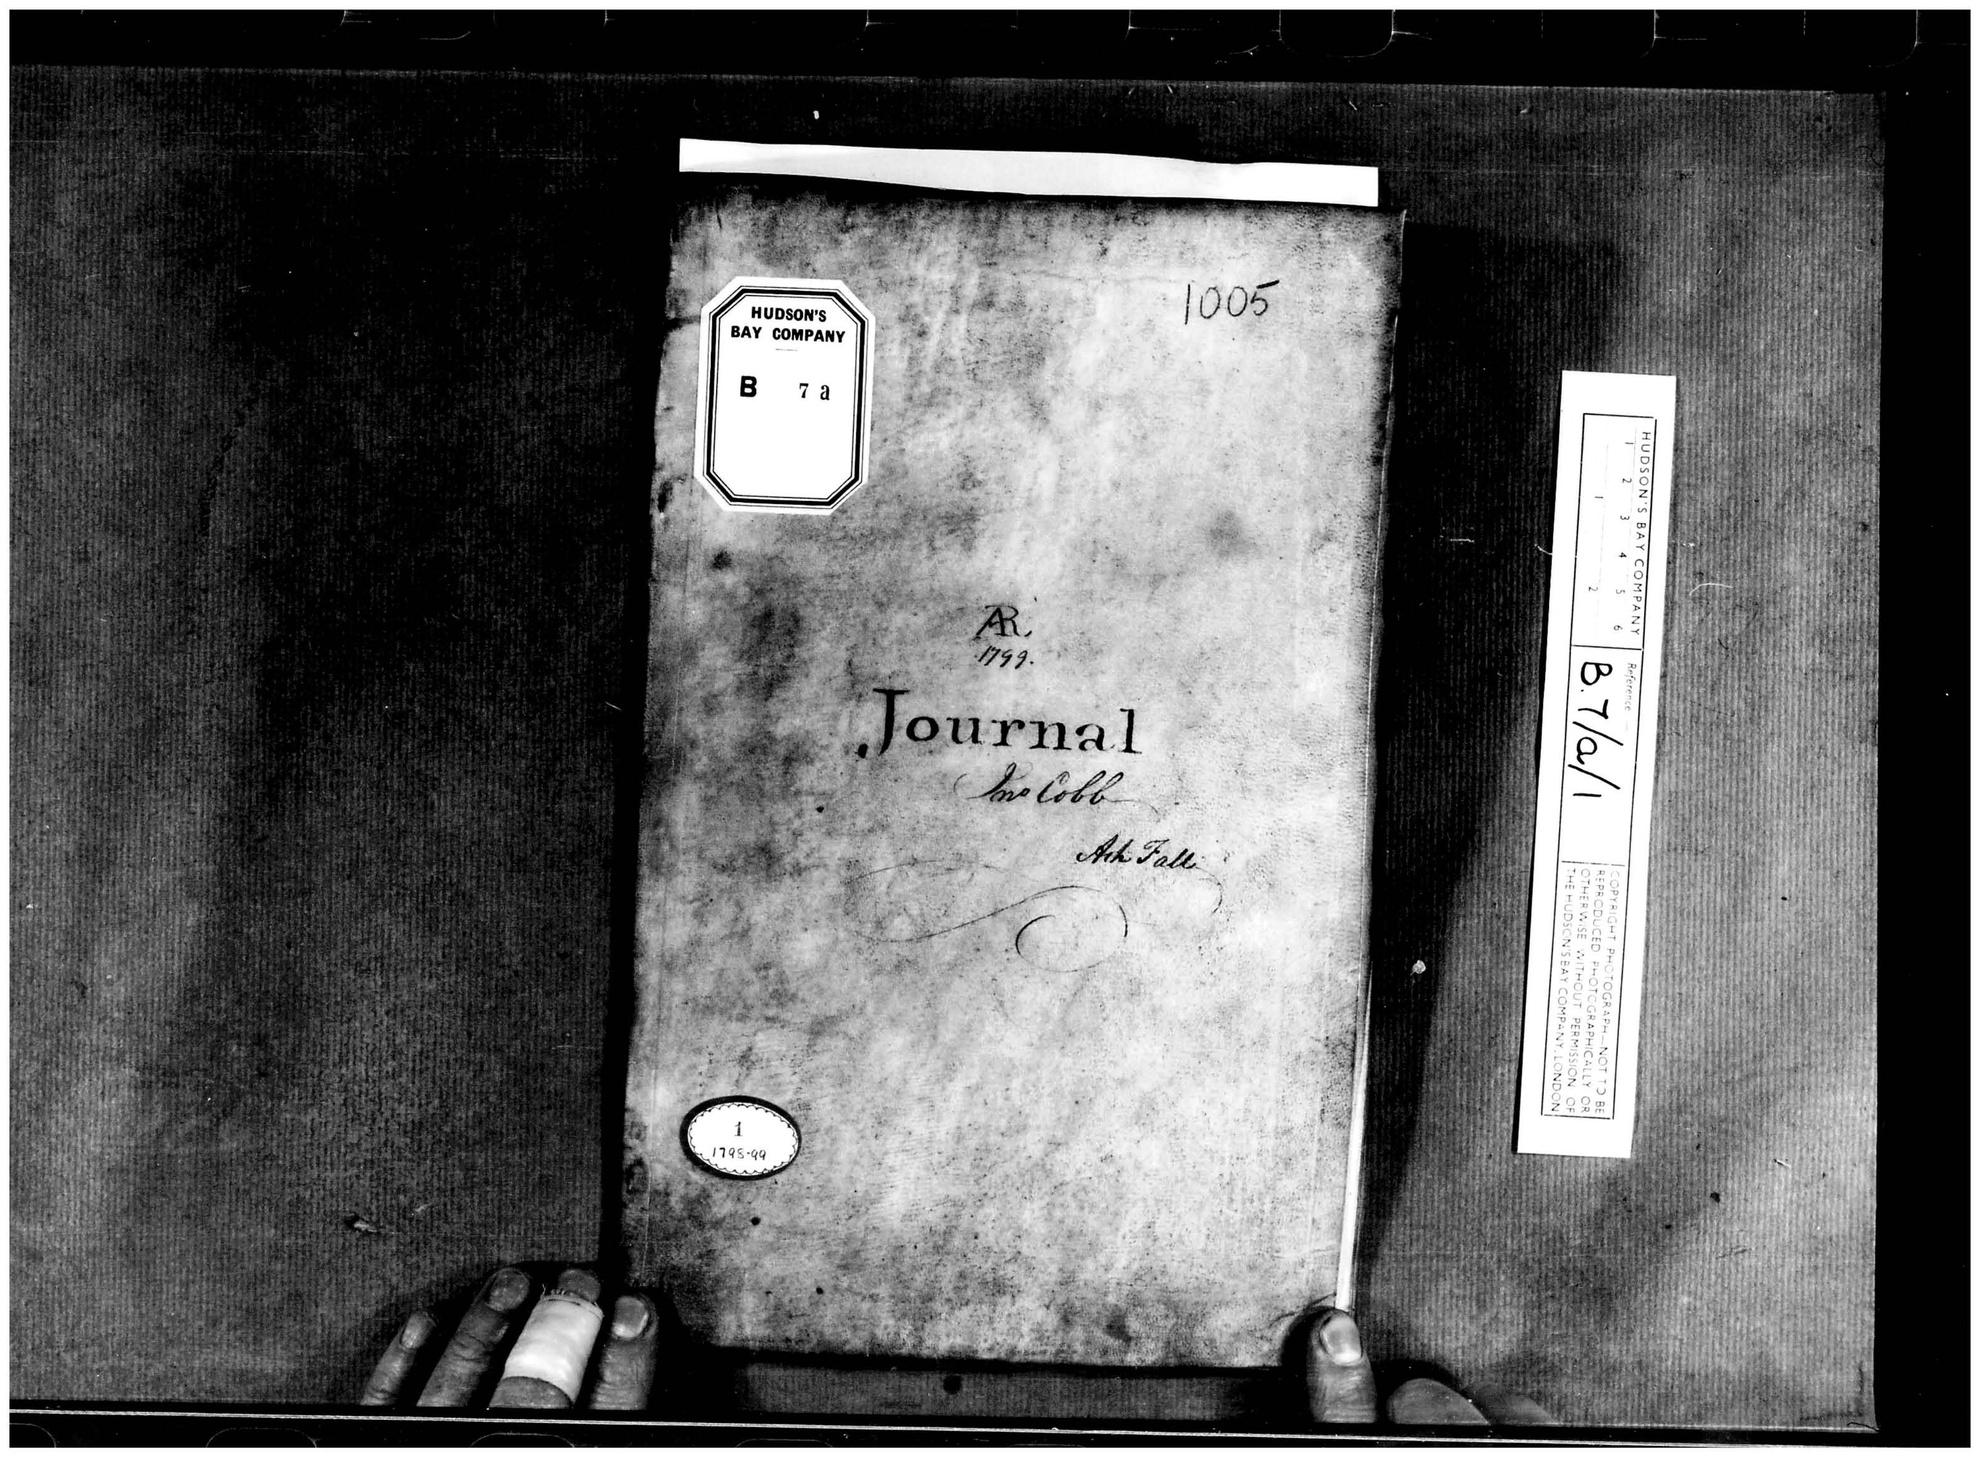 HUDSON'S
BAY COMPANY
B 7 a
1005
AR.
1799.
Journal
Jnº Cobb
Ash Fall
1
1798-99
HUDSON'S BAY COMPANY
1 2 3 4 5 6
1 2
Reference
B.7/a/1
COPYRIGHT PHOTOGRAPH—NOT TO BE
REPRODUCED PHOTOGRAPHICALLY OR
OTHERWISE WITHOUT PERMISSION OF
THE HUDSON'S BAY COMPANY, LONDON